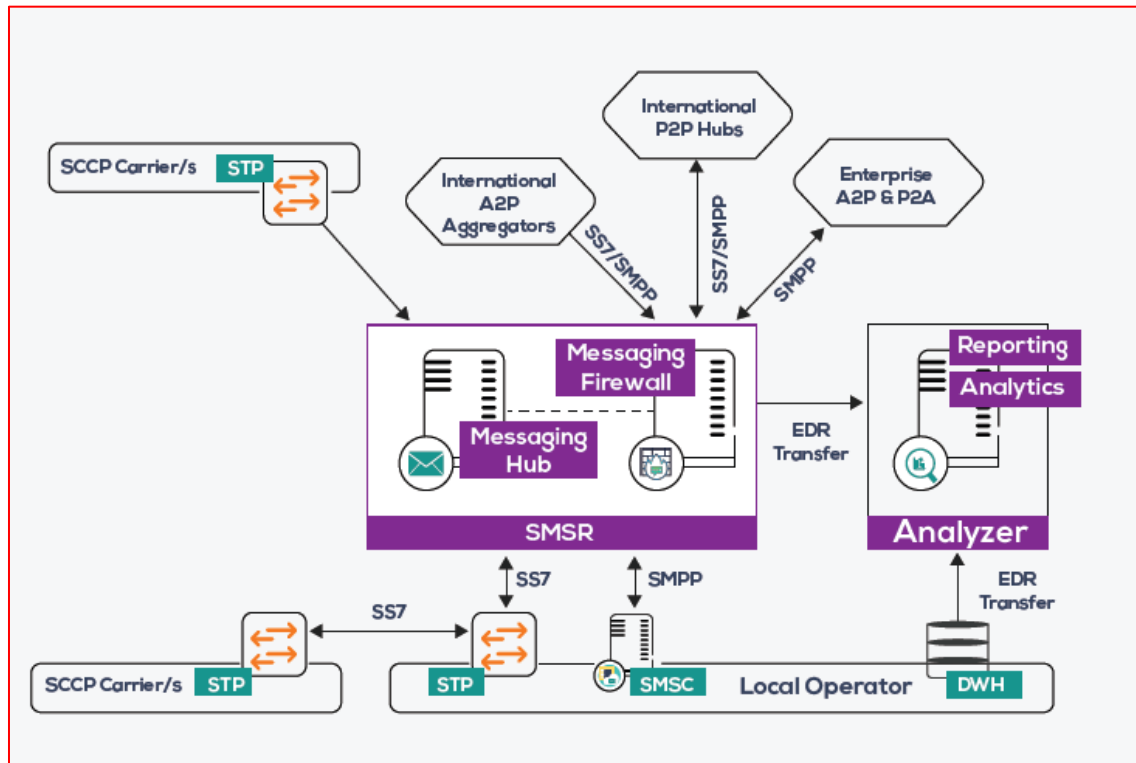 International
P2P Hubs
SCCP Carrier/s
STP
International
A2P
Aggregators
Enterprise
A2P & P2A
SS7/SMPP
SS7/SMPP
SMPP
Messaging
Firewall
Messaging
Hub
SMSR
EDR
Transfer
Reporting
Analytics
Analyzer
SS7
SMPP
EDR
Transfer
SS7
SCCP Carrier/s
STP
STP
SMSC
Local Operator
DWH